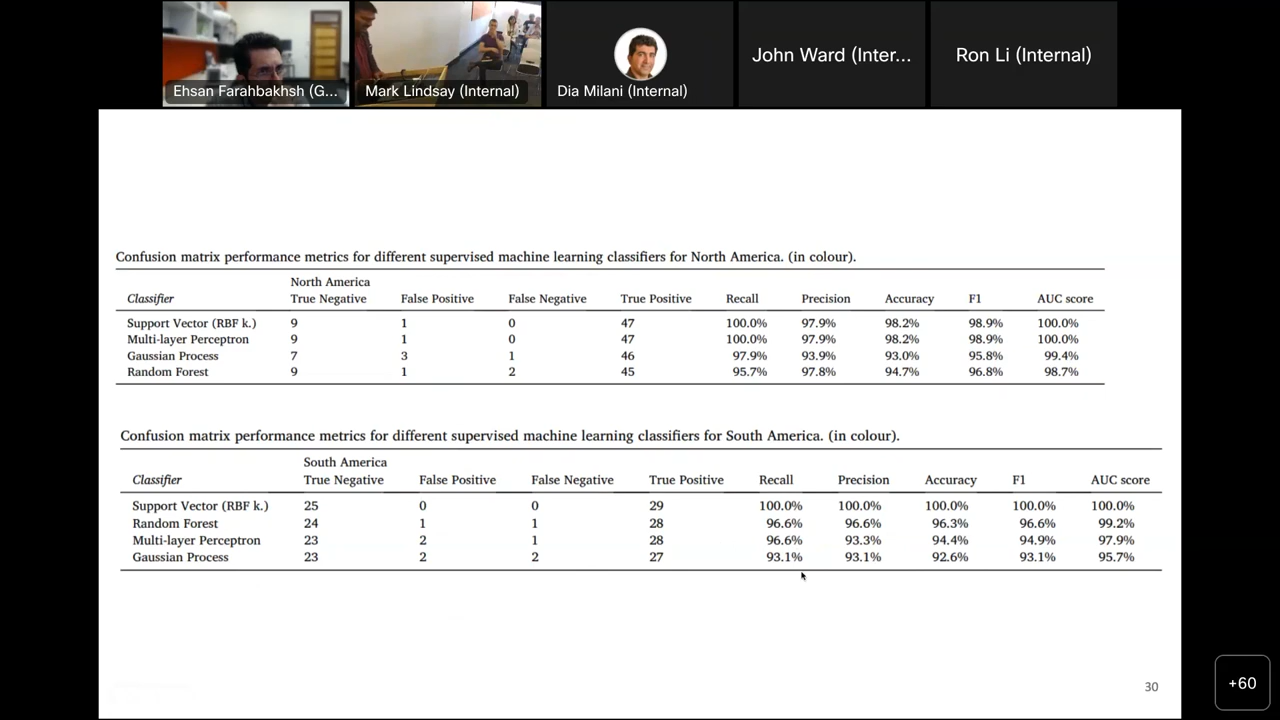 Ehsan Farahbakhsh (G...
Mark Lindsay (Internal)
Dia Milani (Internal)
John Ward (Inter...
Ron Li (Internal)
Confusion matrix performance metrics for different supervised machine learning classifiers for North America. (in colour).
North America
Classifier True Negative False Positive False Negative True Positive Recall Precision Accuracy F1 AUC score
Support Vector (RBF k.) 9 1 0 47 100.0% 97.9% 98.2% 98.9% 100.0%
Multi-layer Perceptron 9 1 0 47 100.0% 97.9% 98.2% 98.9% 100.0%
Gaussian Process 7 3 1 46 97.9% 93.9% 93.0% 95.8% 99.4%
Random Forest 9 1 2 45 95.7% 97.8% 94.7% 96.8% 98.7%
Confusion matrix performance metrics for different supervised machine learning classifiers for South America. (in colour).
South America
Classifier True Negative False Positive False Negative True Positive Recall Precision Accuracy F1 AUC score
Support Vector (RBF k.) 25 0 0 29 100.0% 100.0% 100.0% 100.0% 100.0%
Random Forest 24 1 1 28 96.6% 96.6% 96.3% 96.6% 99.2%
Multi-layer Perceptron 23 2 1 28 96.6% 93.3% 94.4% 94.9% 97.9%
Gaussian Process 23 2 2 27 93.1% 93.1% 92.6% 93.1% 95.7%
30
+60